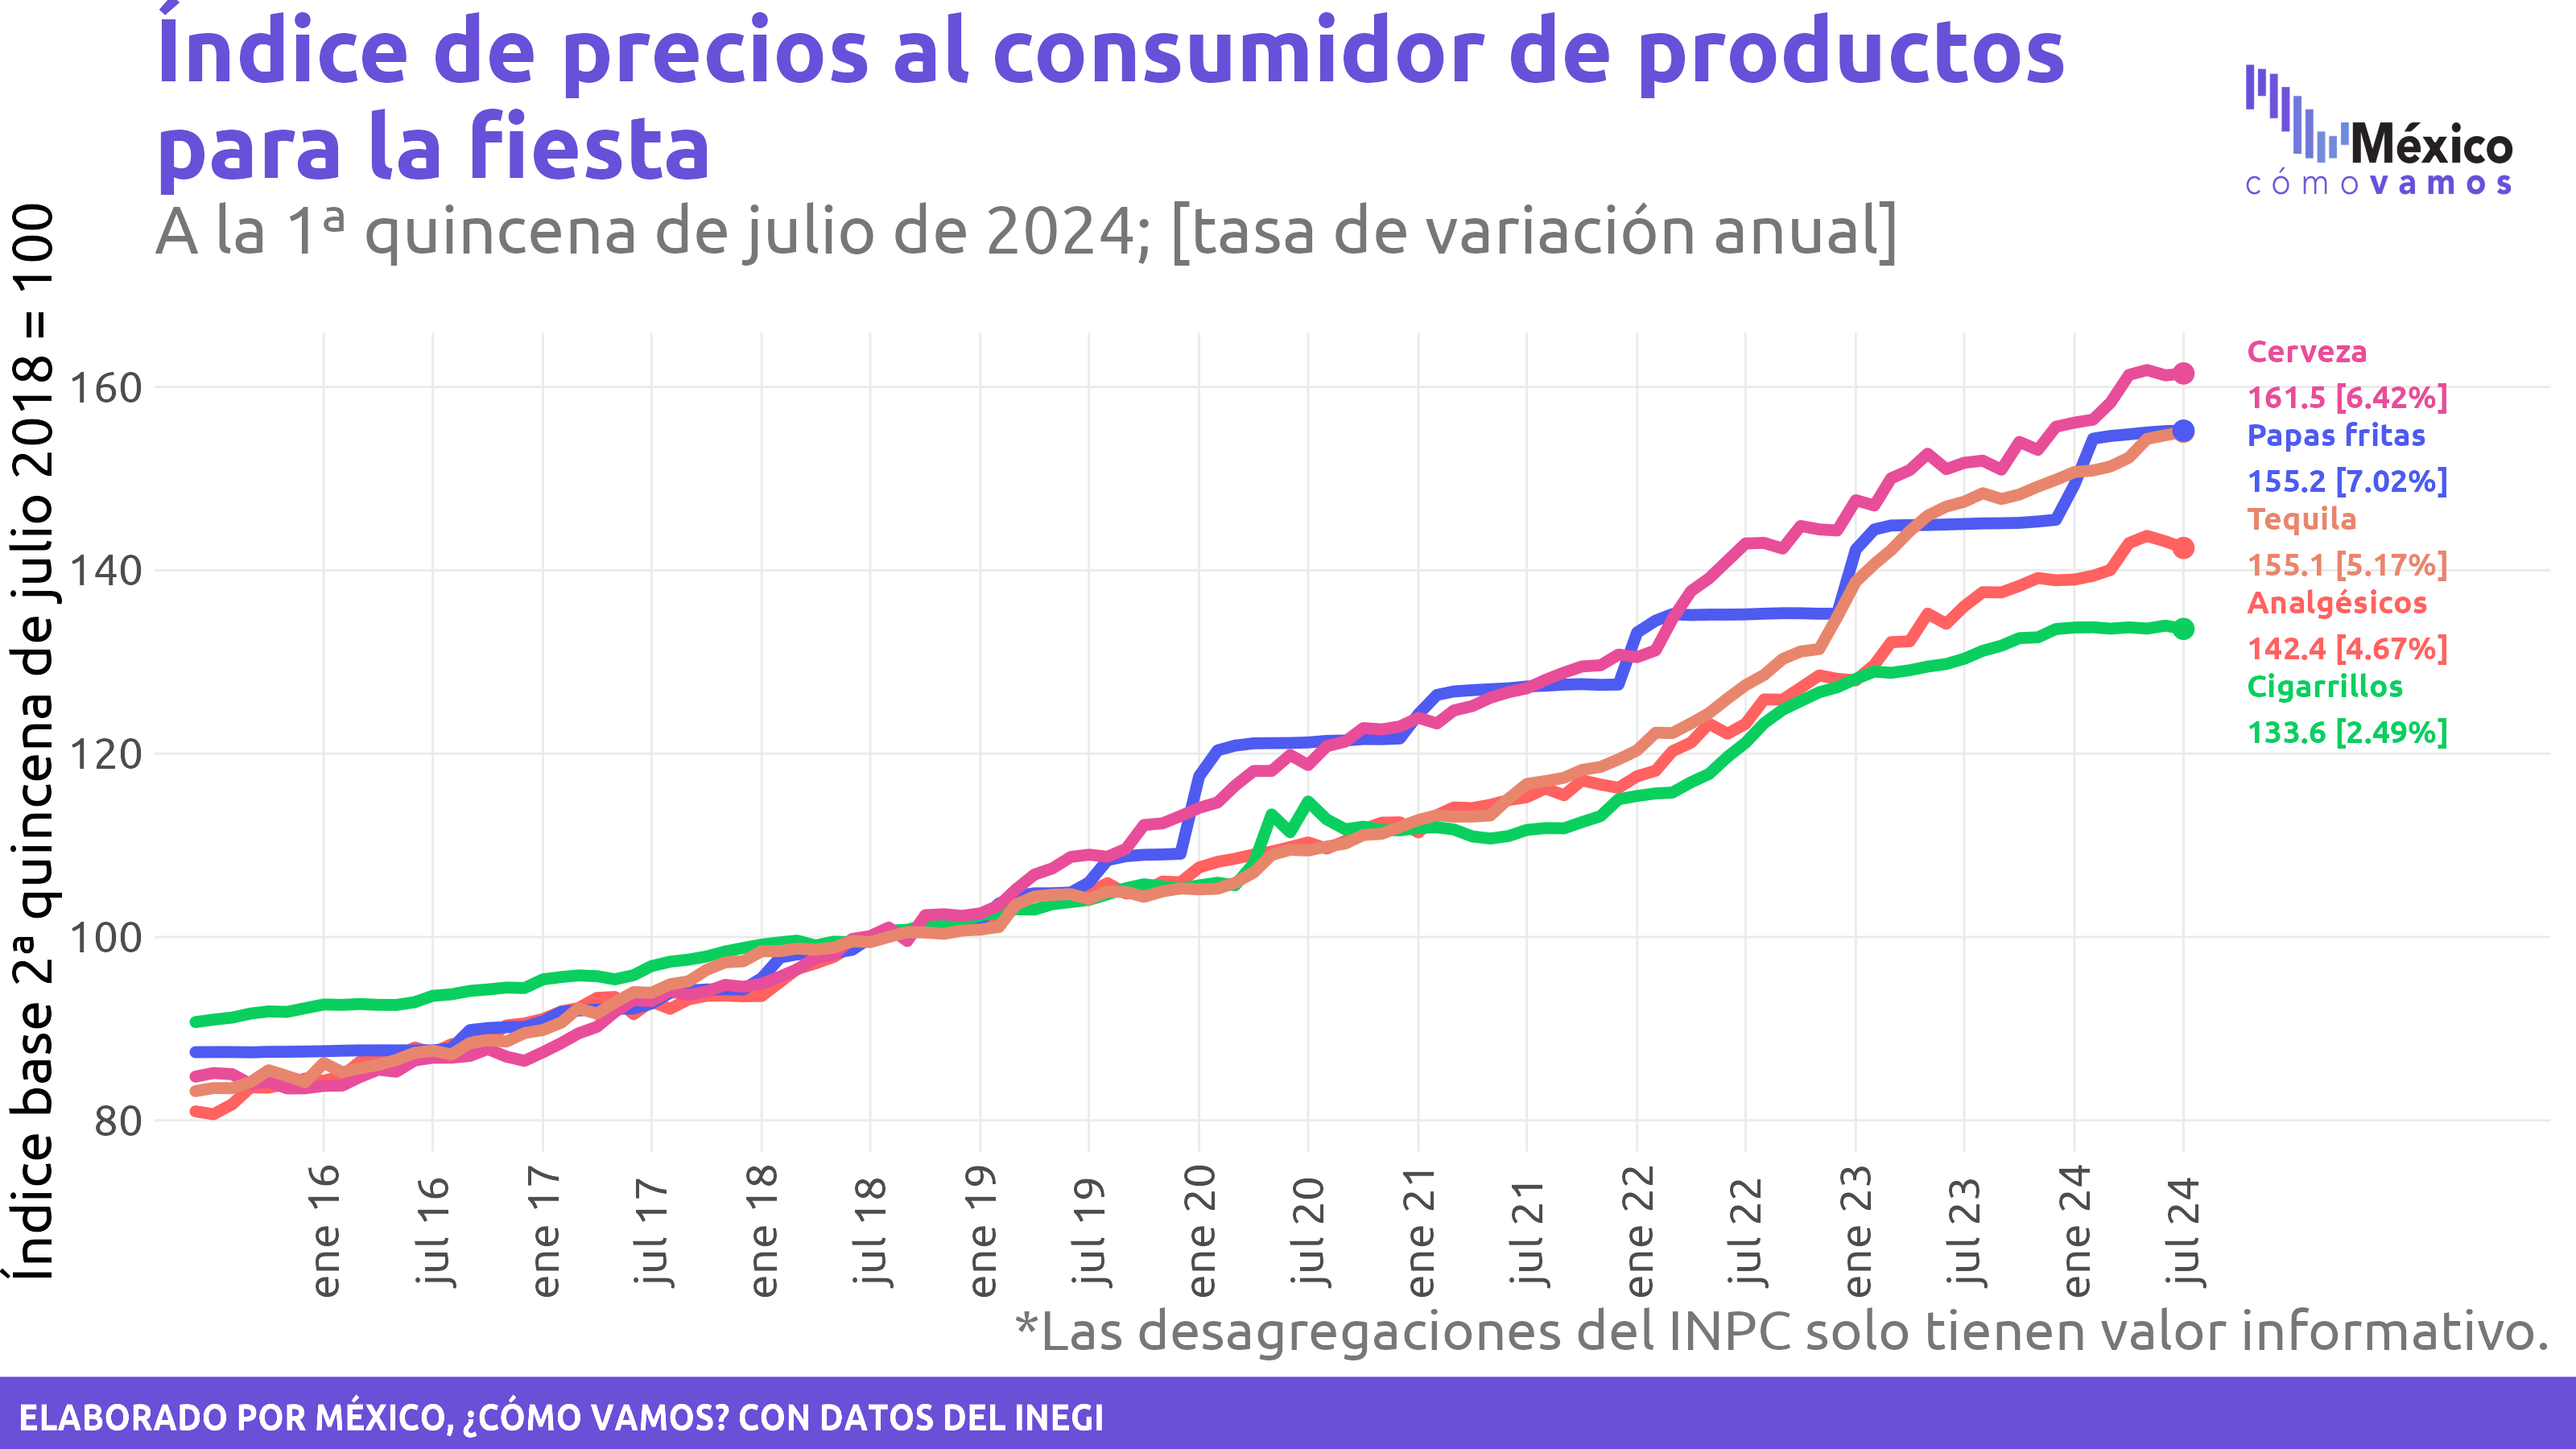 Índice de precios al consumidor de productos
para la fiesta
A la 1ª quincena de julio de 2024; [tasa de variación anual]
México
cómo vamos
Índice base 2ª quincena de julio 2018 = 100
160
140
120
100
80
Cerveza
161.5 [6.42%]
Papas fritas
155.2 [7.02%]
Tequila
155.1 [5.17%]
Analgésicos
142.4 [4.67%]
Cigarrillos
133.6 [2.49%]
ene 16
jul 16
ene 17
jul 17
ene 18
jul 18
ene 19
jul 19
ene 20
jul 20
ene 21
jul 21
ene 22
jul 22
ene 23
jul 23
ene 24
jul 24
*Las desagregaciones del INPC solo tienen valor informativo.
ELABORADO POR MÉXICO, ¿CÓMO VAMOS? CON DATOS DEL INEGI